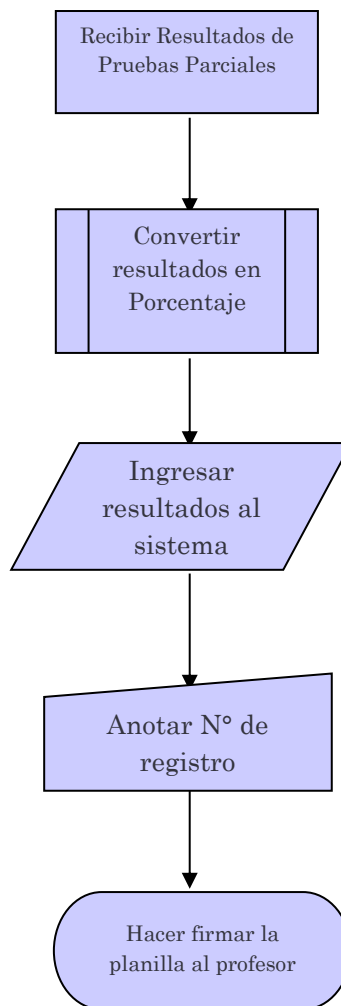 Recibir Resultados de
Pruebas Parciales
Convertir
resultados en
Porcentaje
Ingresar
resultados al
sistema
Anotar N° de
registro
Hacer firmar la
planilla al profesor